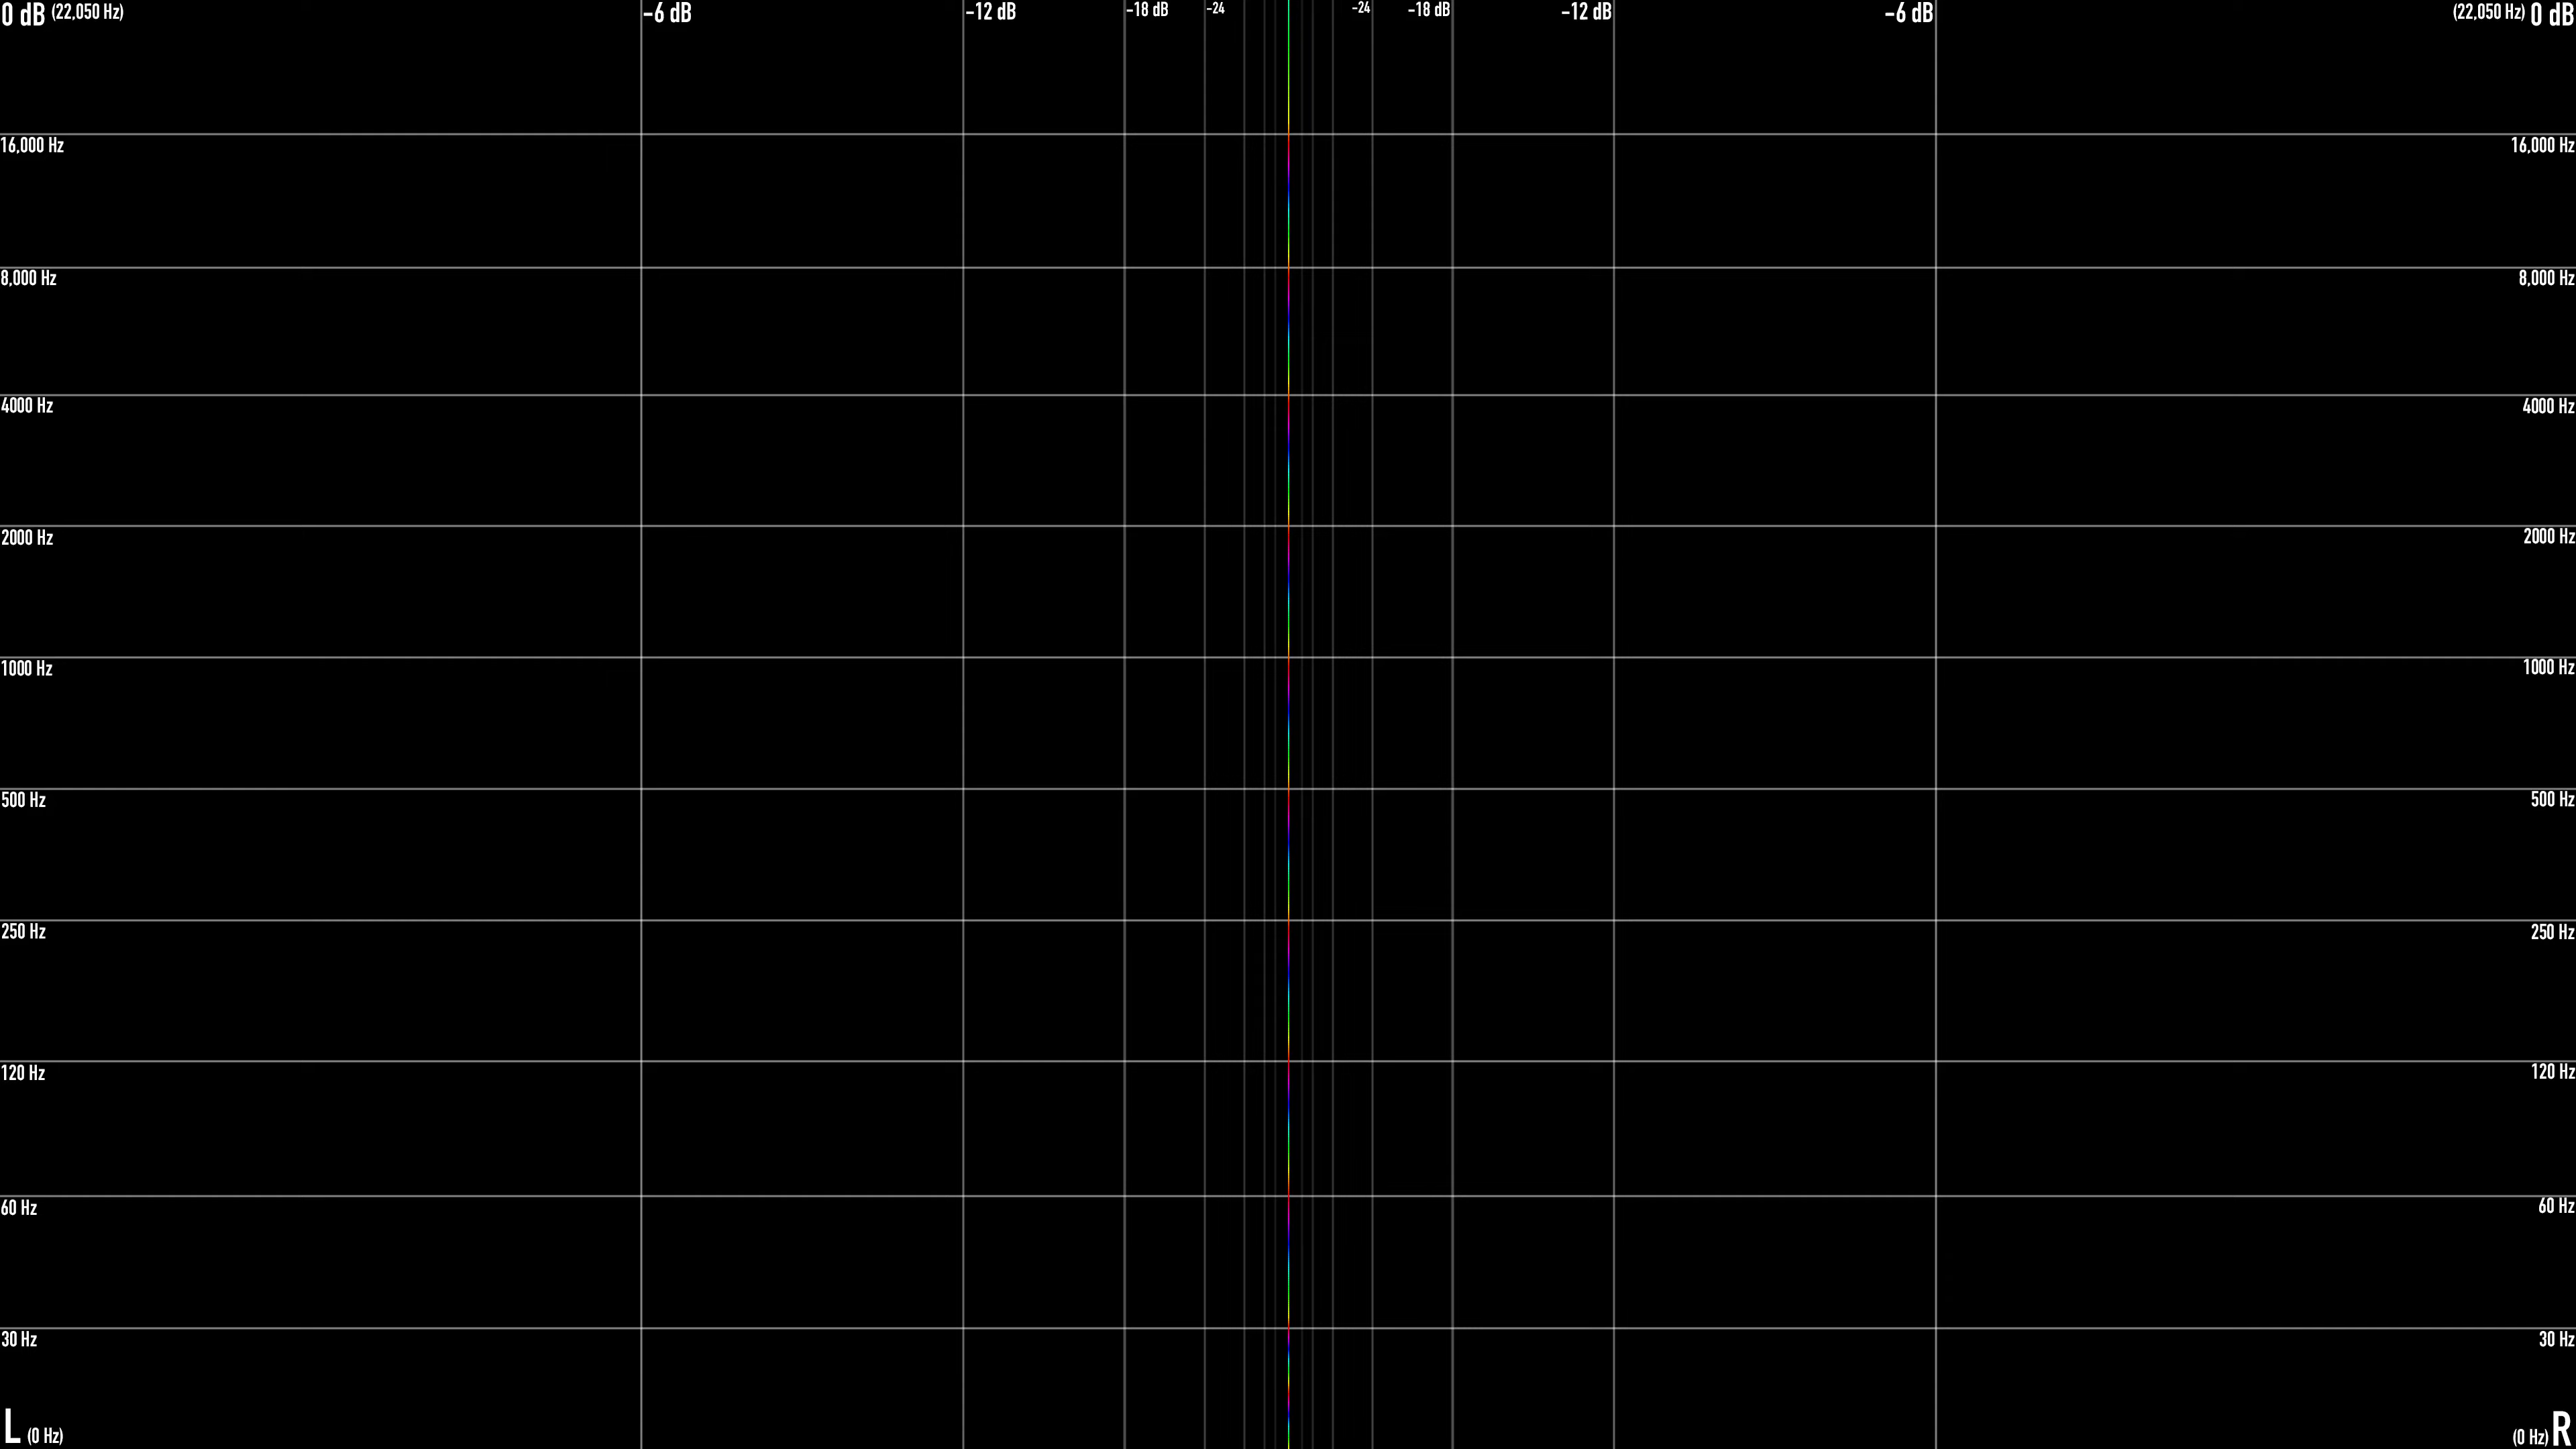 0 dB (22,050 Hz) −6 dB −12 dB −18 dB −24 −24 −18 dB −12 dB −6 dB (22,050 Hz) 0 dB
16,000 Hz 16,000 Hz
8,000 Hz 8,000 Hz
4000 Hz 4000 Hz
2000 Hz 2000 Hz
1000 Hz 1000 Hz
500 Hz 500 Hz
250 Hz 250 Hz
120 Hz 120 Hz
60 Hz 60 Hz
30 Hz 30 Hz
L (0 Hz) (0 Hz) R